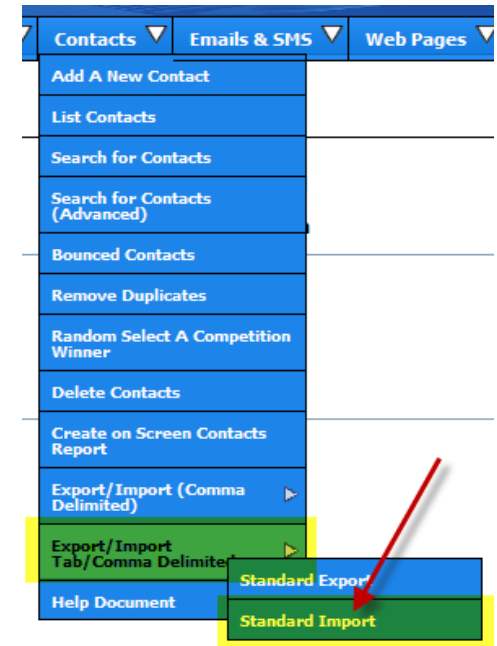 Contacts Emails & SMS Web Pages
Add A New Contact
List Contacts
Search for Contacts
Search for Contacts
(Advanced)
Bounced Contacts
Remove Duplicates
Random Select A Competition
Winner
Delete Contacts
Create on Screen Contacts
Report
Export/Import (Comma
Delimited)
Export/Import
Tab/Comma Delimited
Standard Export
Help Document
Standard Import